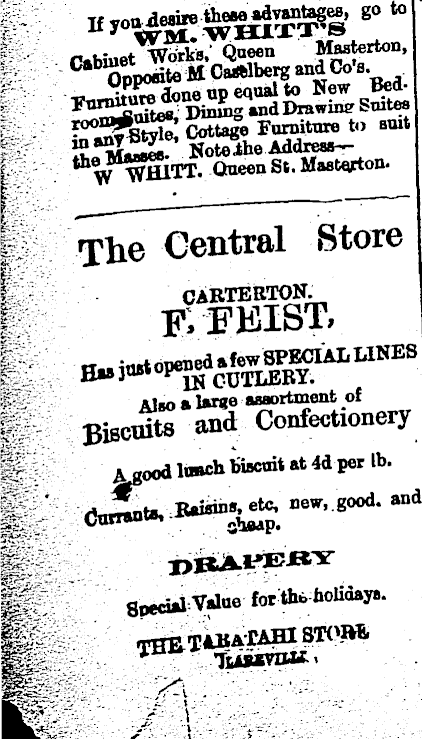 If you desire these advantages, go to
WM. WHITT'S
Cabinet Works, Queen Masterton,
Opposite M Caselberg and Co's.
Furniture done up equal to New Bed-
room Suites, Dining and Drawing Suites
in any Style, Cottage Furniture to suit
the Masses. Note the Address—
W WHITT. Queen St. Masterton.
The Central Store
CARTERTON.
F, FEIST,
Has just opened a few SPECIAL LINES
IN CUTLERY.
Also a large assortment of
Biscuits and Confectionery
A good lunch biscuit at 4d per lb.
Currants, Raisins, etc, new, good. and
cheap.
DRAPERY
Special Value for the holidays.
THE TARATAHI STORE
CLAREVILLE.